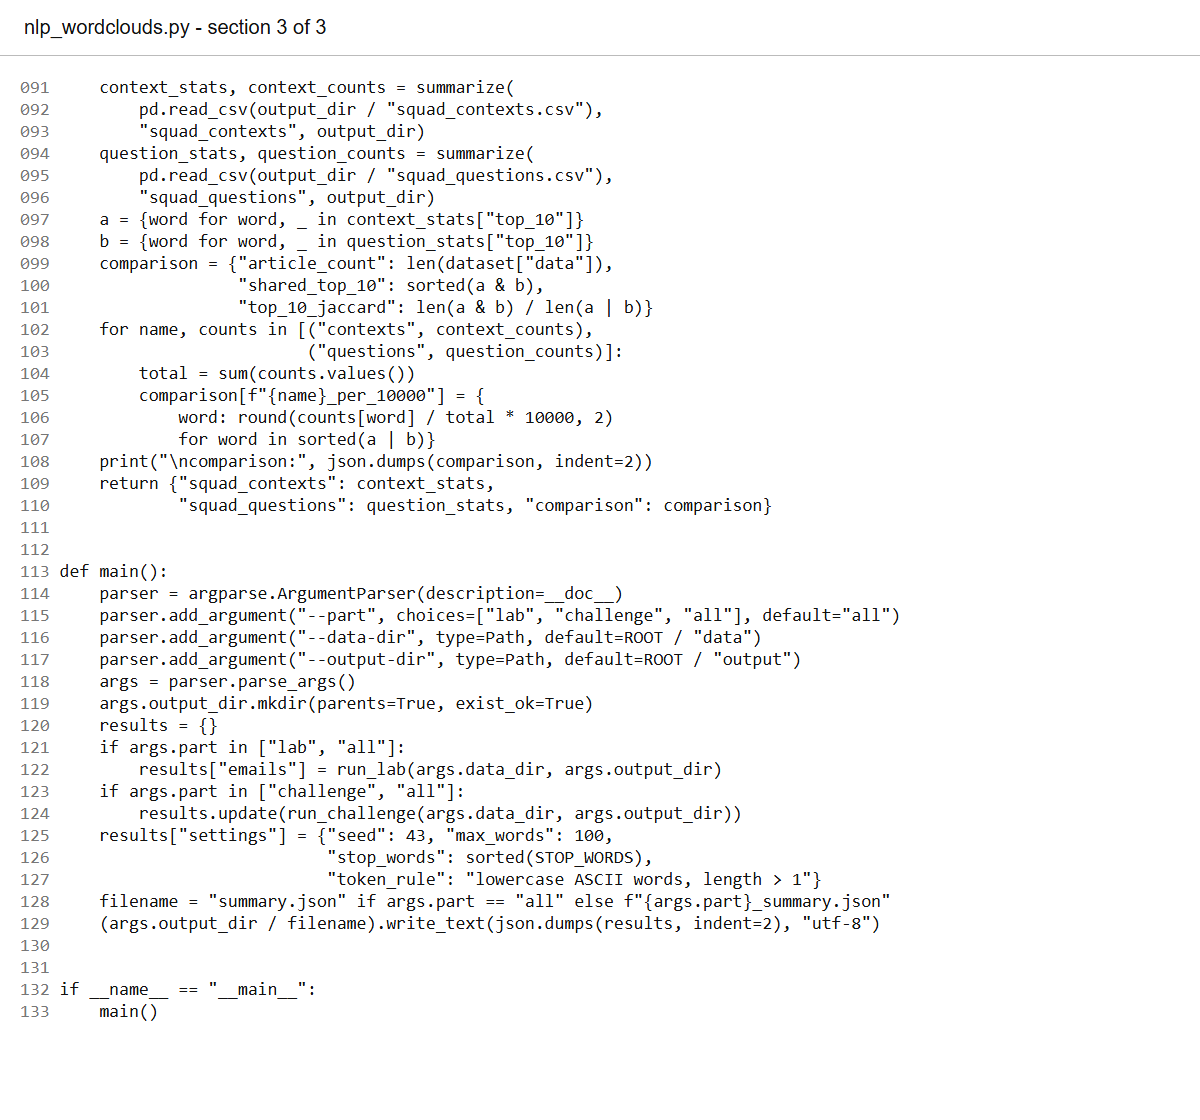 nlp_wordclouds.py - section 3 of 3
091     context_stats, context_counts = summarize(
092         pd.read_csv(output_dir / "squad_contexts.csv"),
093         "squad_contexts", output_dir)
094     question_stats, question_counts = summarize(
095         pd.read_csv(output_dir / "squad_questions.csv"),
096         "squad_questions", output_dir)
097     a = {word for word, _ in context_stats["top_10"]}
098     b = {word for word, _ in question_stats["top_10"]}
099     comparison = {"article_count": len(dataset["data"]),
100                   "shared_top_10": sorted(a & b),
101                   "top_10_jaccard": len(a & b) / len(a | b)}
102     for name, counts in [("contexts", context_counts),
103                          ("questions", question_counts)]:
104         total = sum(counts.values())
105         comparison[f"{name}_per_10000"] = {
106             word: round(counts[word] / total * 10000, 2)
107             for word in sorted(a | b)}
108     print("\ncomparison:", json.dumps(comparison, indent=2))
109     return {"squad_contexts": context_stats,
110             "squad_questions": question_stats, "comparison": comparison}
111
112
113 def main():
114     parser = argparse.ArgumentParser(description=__doc__)
115     parser.add_argument("--part", choices=["lab", "challenge", "all"], default="all")
116     parser.add_argument("--data-dir", type=Path, default=ROOT / "data")
117     parser.add_argument("--output-dir", type=Path, default=ROOT / "output")
118     args = parser.parse_args()
119     args.output_dir.mkdir(parents=True, exist_ok=True)
120     results = {}
121     if args.part in ["lab", "all"]:
122         results["emails"] = run_lab(args.data_dir, args.output_dir)
123     if args.part in ["challenge", "all"]:
124         results.update(run_challenge(args.data_dir, args.output_dir))
125     results["settings"] = {"seed": 43, "max_words": 100,
126                            "stop_words": sorted(STOP_WORDS),
127                            "token_rule": "lowercase ASCII words, length > 1"}
128     filename = "summary.json" if args.part == "all" else f"{args.part}_summary.json"
129     (args.output_dir / filename).write_text(json.dumps(results, indent=2), "utf-8")
130
131
132 if __name__ == "__main__":
133     main()